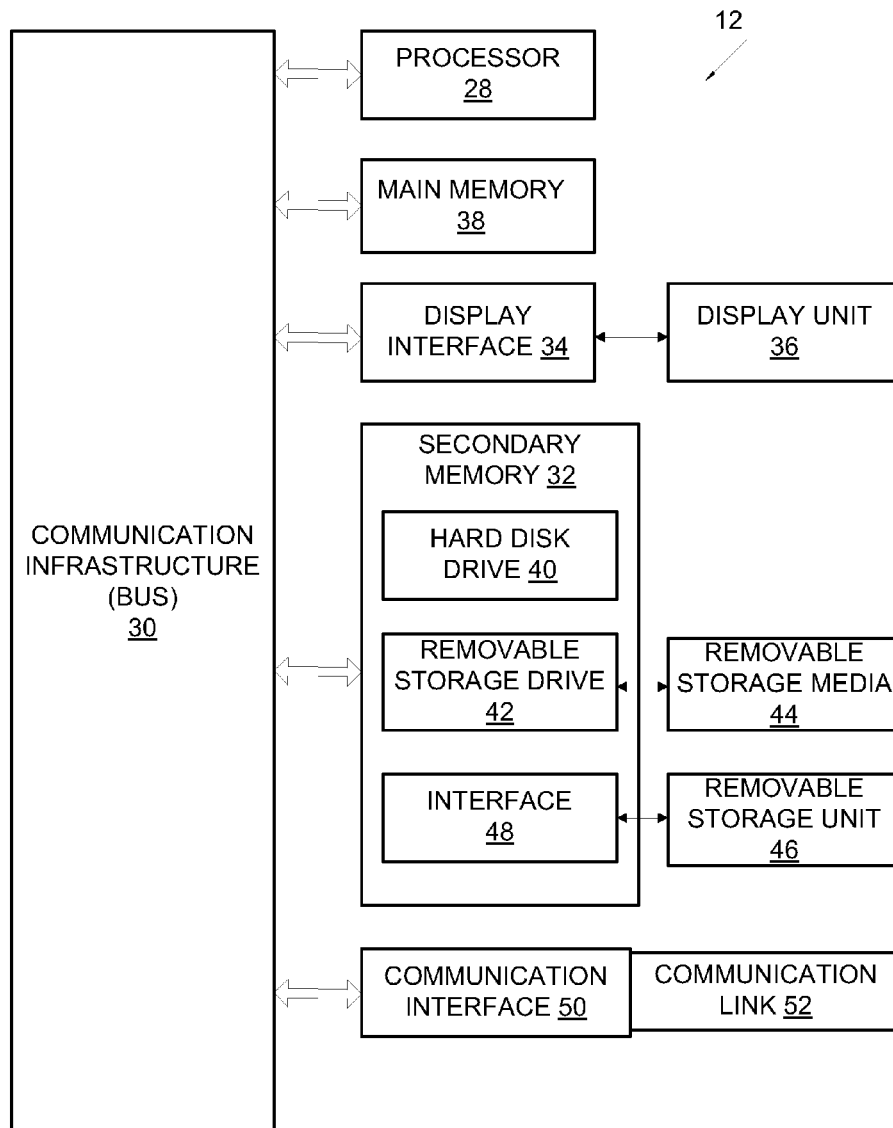 12
PROCESSOR
28
MAIN MEMORY
38
DISPLAY
INTERFACE 34
DISPLAY UNIT
36
SECONDARY
MEMORY 32
HARD DISK
DRIVE 40
COMMUNICATION
INFRASTRUCTURE
(BUS)
30
REMOVABLE
STORAGE DRIVE
42
REMOVABLE
STORAGE MEDIA
44
INTERFACE
48
REMOVABLE
STORAGE UNIT
46
COMMUNICATION
INTERFACE 50
COMMUNICATION
LINK 52